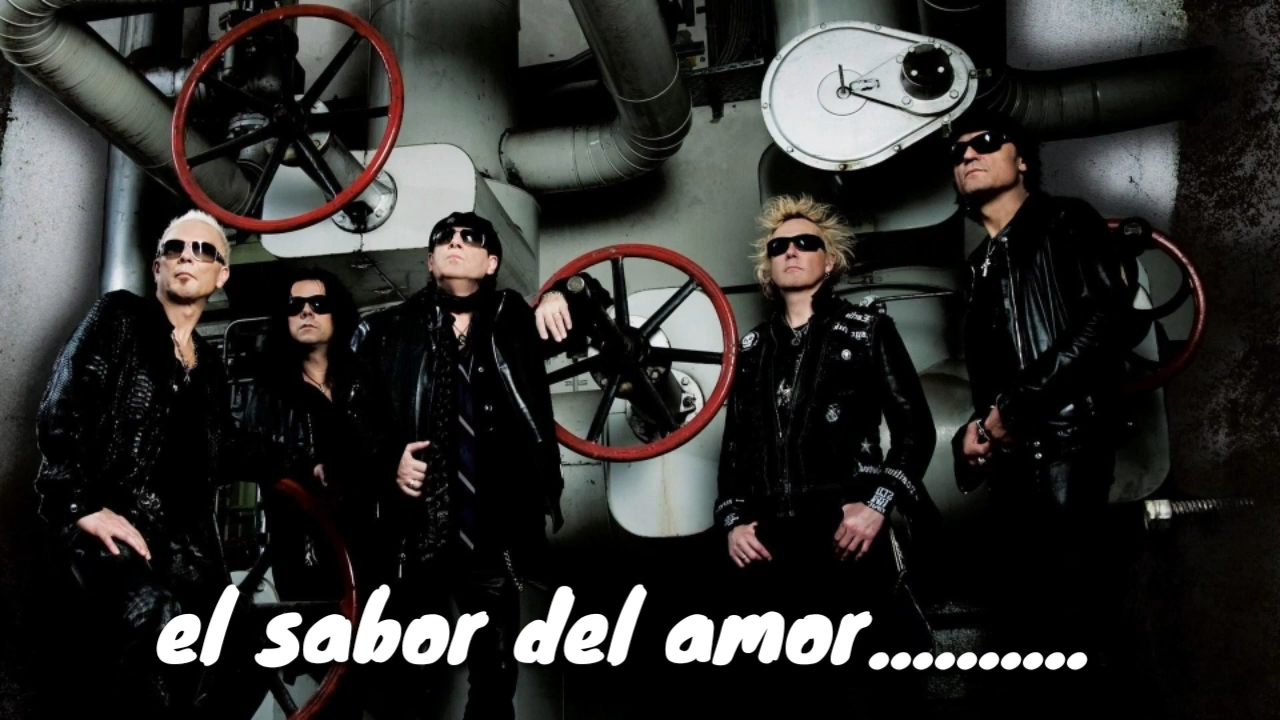 el sabor del amor..........